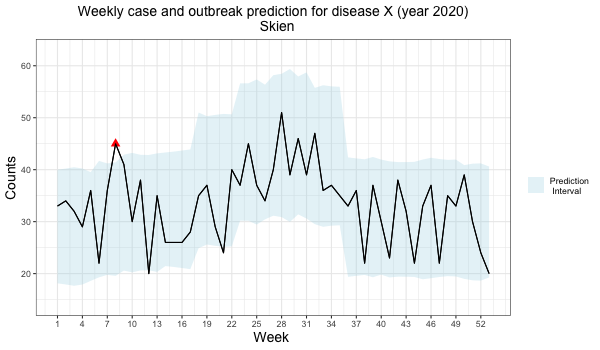 Weekly case and outbreak prediction for disease X (year 2020)
Skien
60
50
40
30
20
Counts
1 4 7 10 13 16 19 22 25 28 31 34 37 40 43 46 49 52
Week
Prediction
Interval